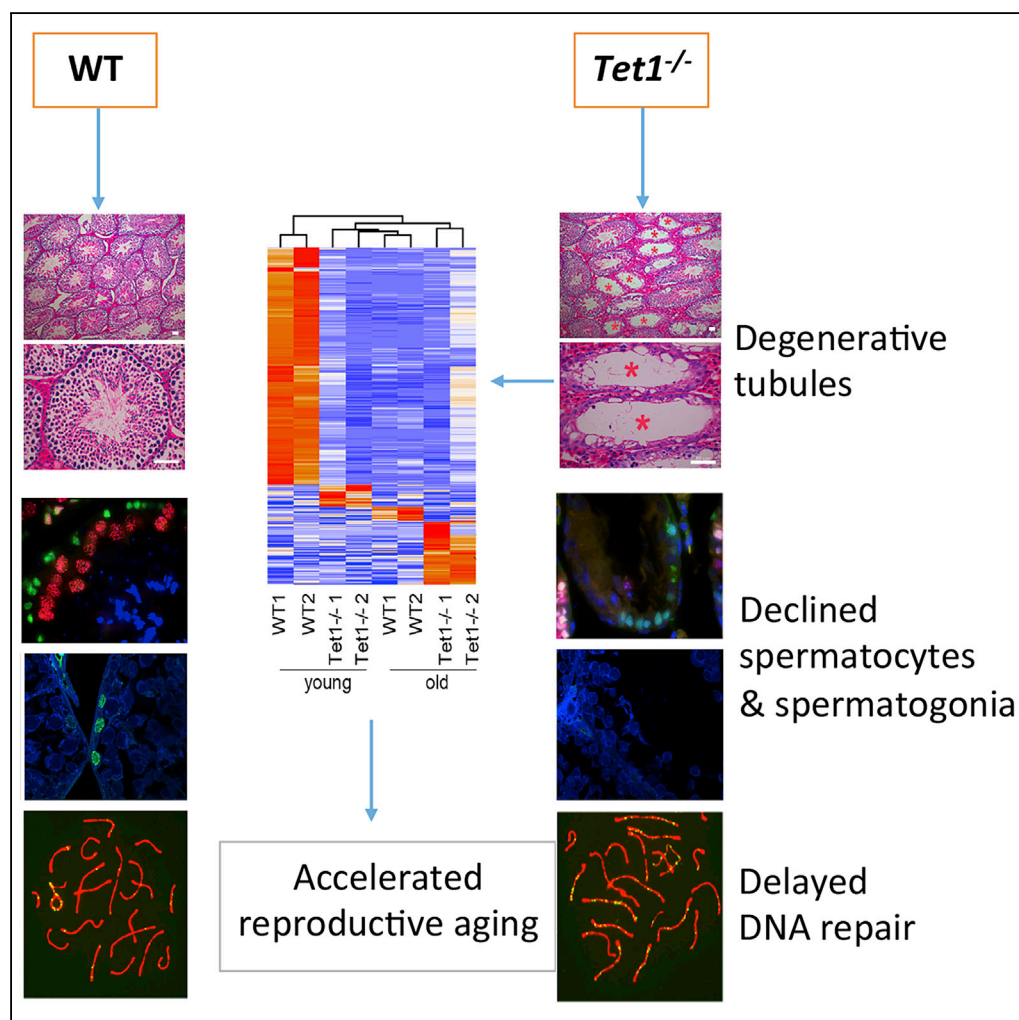 WT
Tet1-/-
Degenerative
tubules
WT1
WT2
Tet1-/- 1
Tet1-/- 2
WT1
WT2
Tet1-/- 1
Tet1-/- 2
young
old
Declined
spermatocytes
& spermatogonia
Accelerated
reproductive aging
Delayed
DNA repair